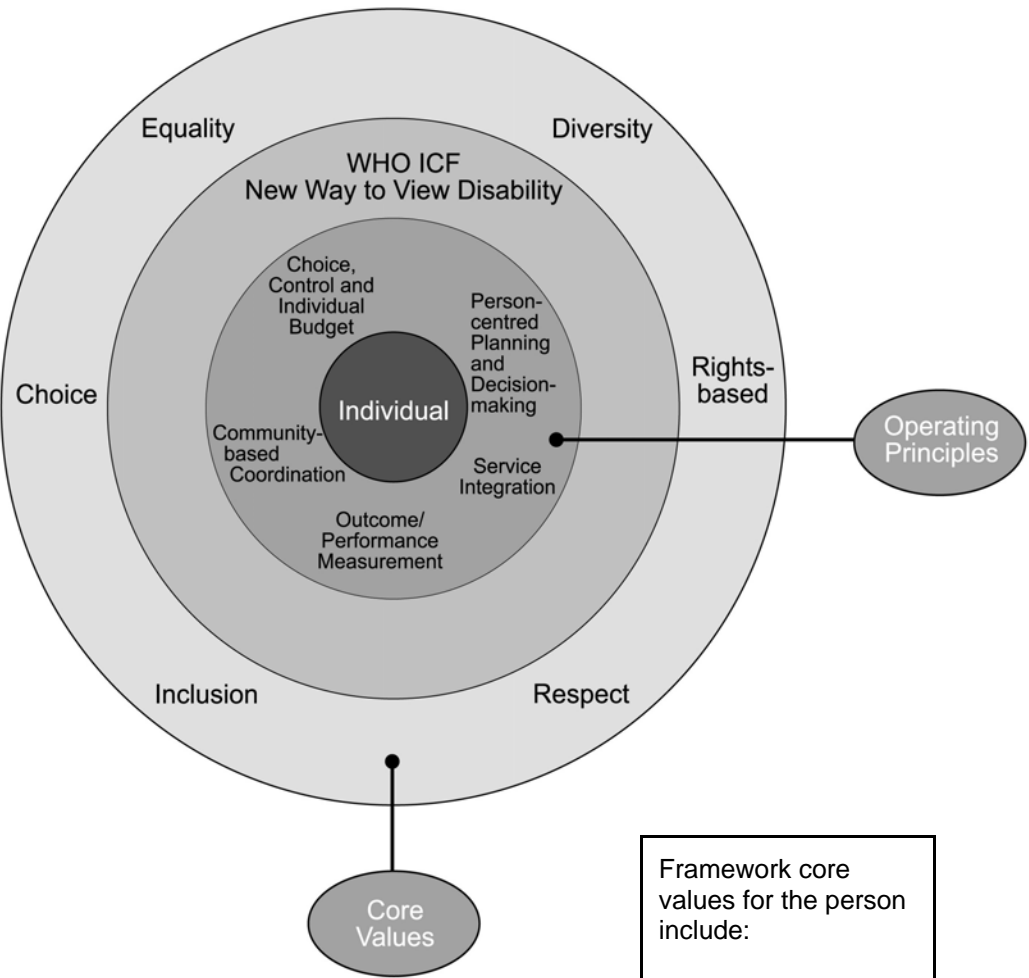 Equality
Diversity
WHO ICF
New Way to View Disability
Choice,
Control and
Individual
Budget
Person-
centred
Planning
and
Decision-
making
Choice
Individual
Rights-
based
Operating
Principles
Community-
based
Coordination
Service
Integration
Outcome/
Performance
Measurement
Inclusion
Respect
Core
Values
Framework core
values for the person
include: